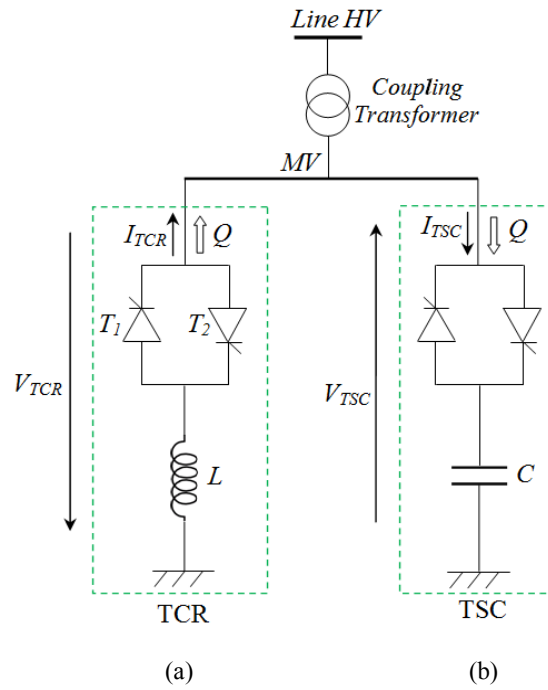 Line HV
Coupling
Transformer
MV
I_TCR Q
T_1 T_2
V_TCR
L
TCR
(a)
I_TSC Q
V_TSC
C
TSC
(b)